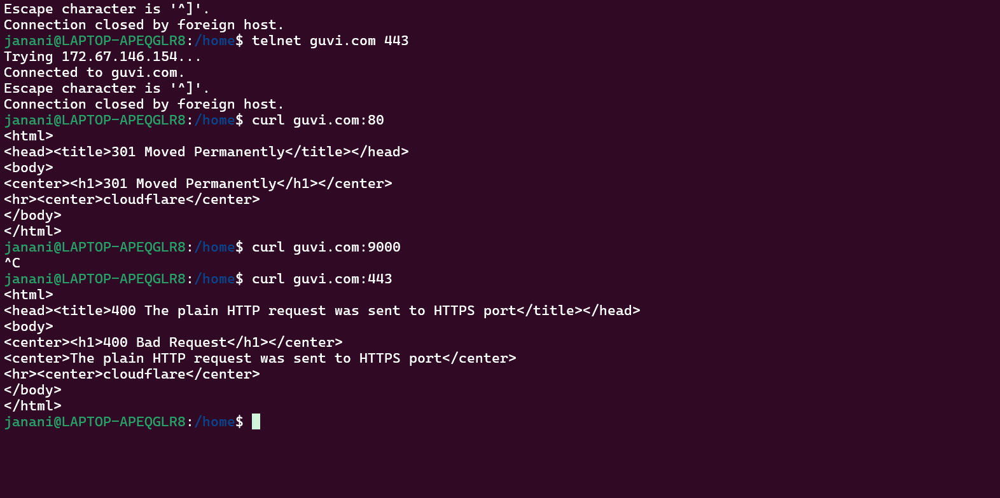 Escape character is '^]'.
Connection closed by foreign host.
janani@LAPTOP-APEQGLR8:/home$ telnet guvi.com 443
Trying 172.67.146.154...
Connected to guvi.com.
Escape character is '^]'.
Connection closed by foreign host.
janani@LAPTOP-APEQGLR8:/home$ curl guvi.com:80
<html>
<head><title>301 Moved Permanently</title></head>
<body>
<center><h1>301 Moved Permanently</h1></center>
<hr><center>cloudflare</center>
</body>
</html>
janani@LAPTOP-APEQGLR8:/home$ curl guvi.com:9000
^C
janani@LAPTOP-APEQGLR8:/home$ curl guvi.com:443
<html>
<head><title>400 The plain HTTP request was sent to HTTPS port</title></head>
<body>
<center><h1>400 Bad Request</h1></center>
<center>The plain HTTP request was sent to HTTPS port</center>
<hr><center>cloudflare</center>
</body>
</html>
janani@LAPTOP-APEQGLR8:/home$